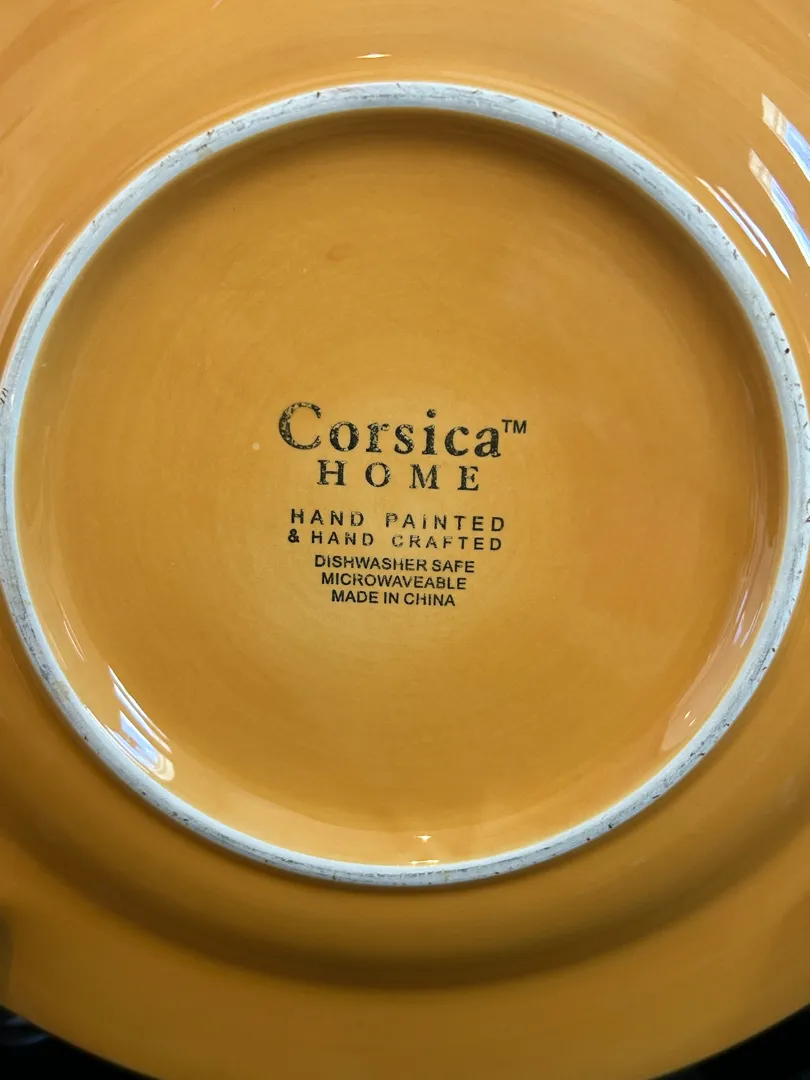 Corsica™
HOME
HAND PAINTED
& HAND CRAFTED
DISHWASHER SAFE
MICROWAVEABLE
MADE IN CHINA